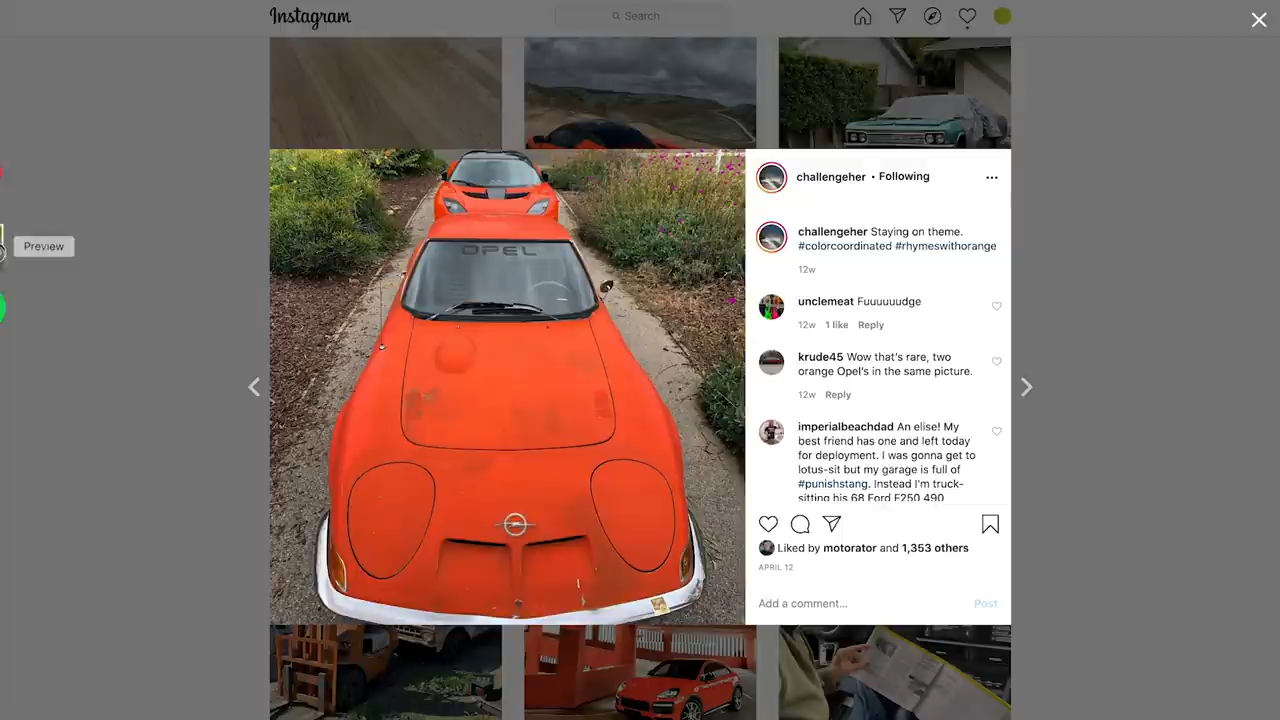 Instagram
Search
Preview
OPEL
challengeher • Following
challengeher Staying on theme.
#colorcoordinated #rhymeswithorange
12w
unclemeat Fuuuuuudge
12w 1 like Reply
krude45 Wow that's rare, two
orange Opel's in the same picture.
12w Reply
imperialbeachdad An elise! My
best friend has one and left today
for deployment. I was gonna get to
lotus-sit but my garage is full of
#punishstang. Instead I'm truck-
sitting his 68 Ford F250 490
Liked by motorator and 1,353 others
APRIL 12
Add a comment...
Post